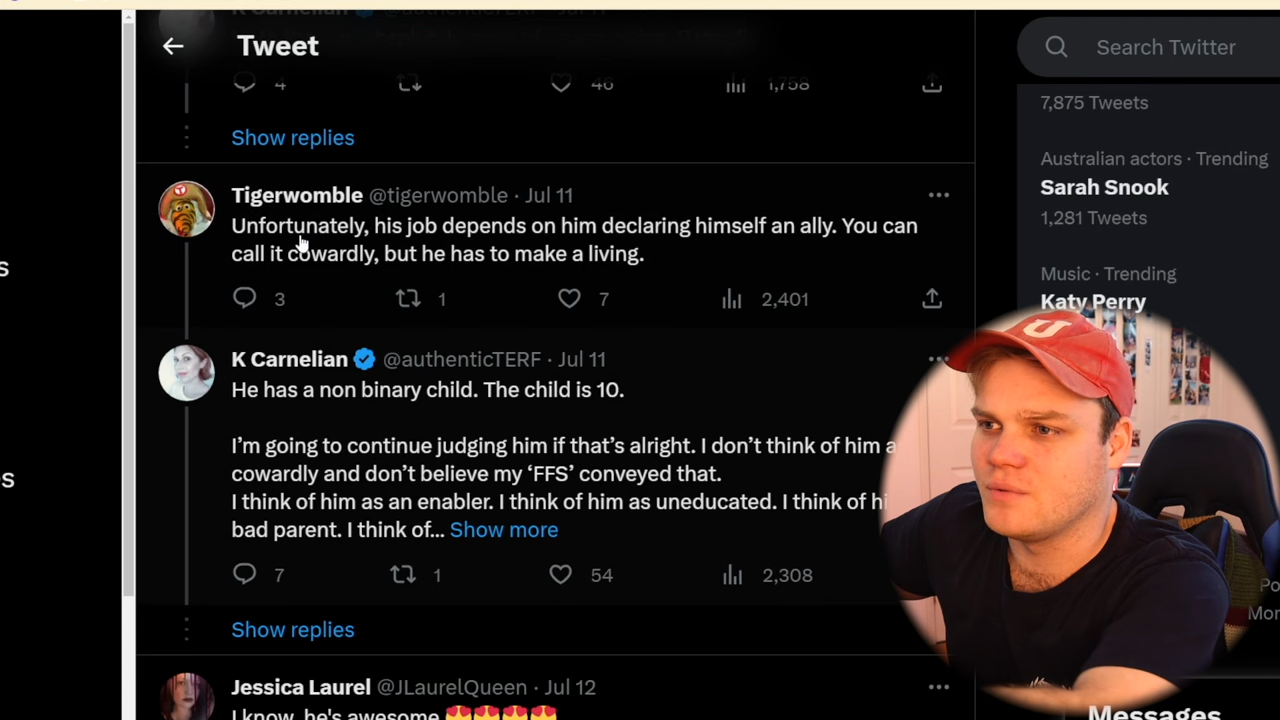 K Carnelian
Tweet
Search Twitter
4
46
1,758
7,875 Tweets
Show replies
Australian actors · Trending
Sarah Snook
1,281 Tweets
Tigerwomble @tigerwomble · Jul 11
Unfortunately, his job depends on him declaring himself an ally. You can
call it cowardly, but he has to make a living.
3
1
7
2,401
Music · Trending
Katy Perry
K Carnelian @authenticTERF · Jul 11
He has a non binary child. The child is 10.
I’m going to continue judging him if that’s alright. I don’t think of him a
cowardly and don’t believe my ‘FFS’ conveyed that.
I think of him as an enabler. I think of him as uneducated. I think of hi
bad parent. I think of... Show more
7
1
54
2,308
Show replies
Jessica Laurel @JLaurelQueen · Jul 12
I know, he's awesome 😍😍😍😍
Messages
U
s
s
Po
Mor